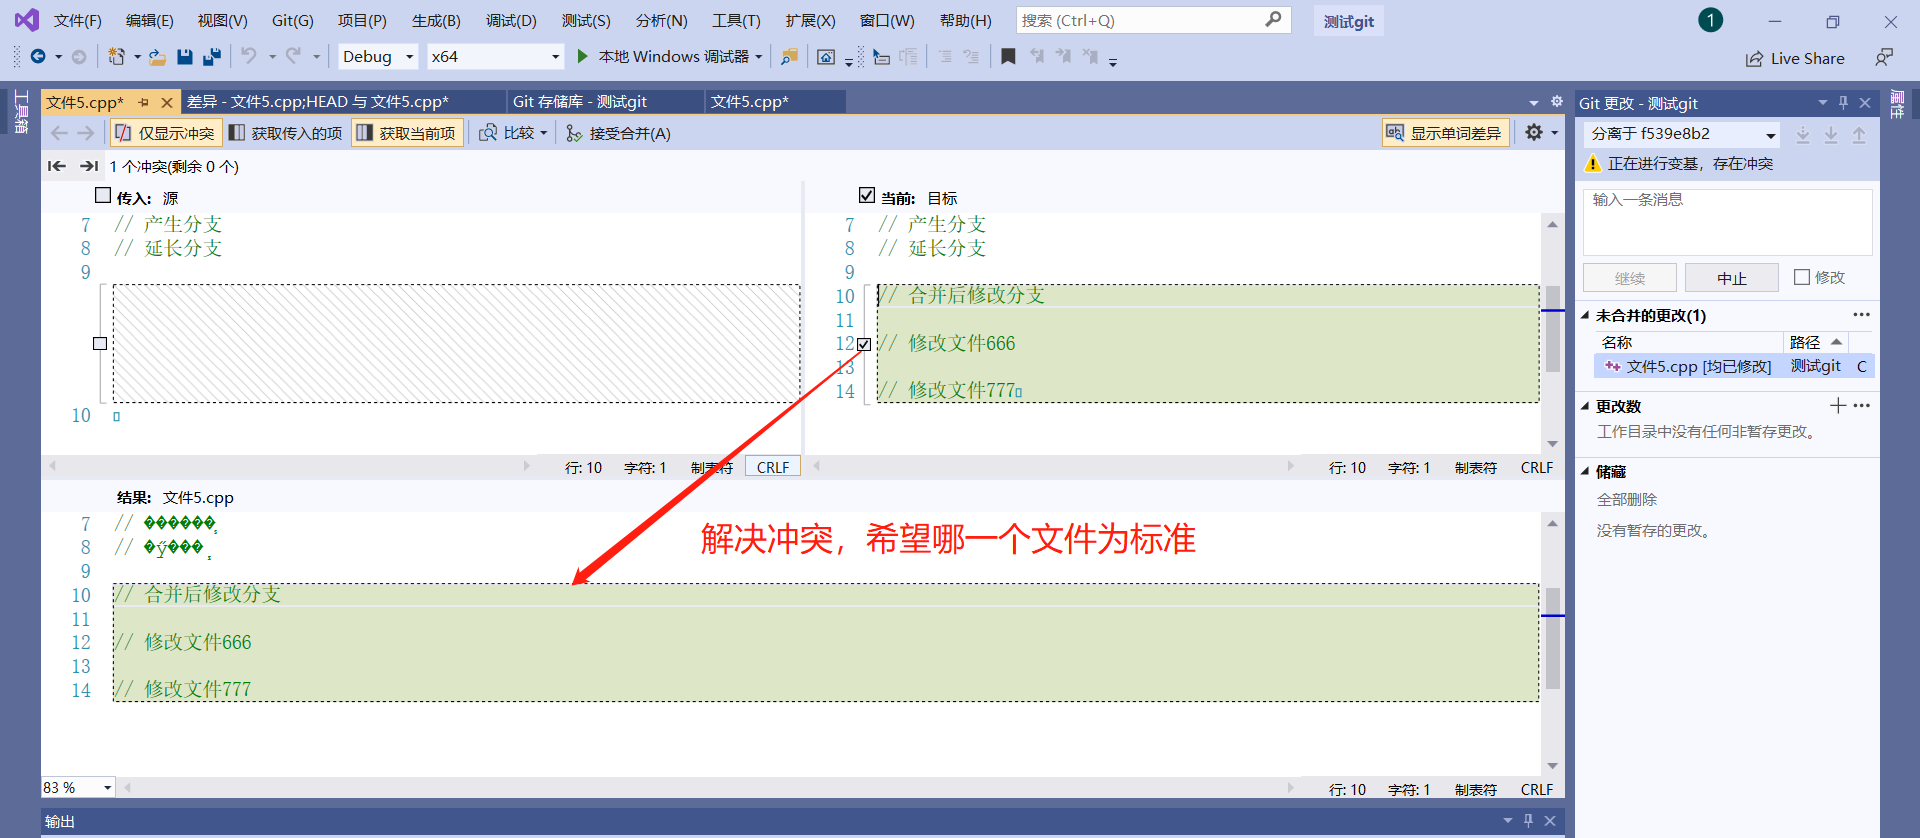 文件(F) 编辑(E) 视图(V) Git(G) 项目(P) 生成(B) 调试(D) 测试(S) 分析(N) 工具(T) 扩展(X) 窗口(W) 帮助(H) 搜索 (Ctrl+Q) 测试git 1
Debug x64 本地 Windows 调试器 Live Share
工具箱
文件5.cpp* 差异 - 文件5.cpp;HEAD 与 文件5.cpp* Git 存储库 - 测试git 文件5.cpp*
仅显示冲突 获取传入的项 获取当前项 比较 接受合并(A) 显示单词差异
1 个冲突(剩余 0 个)
传入: 源
7 // 产生分支
8 // 延长分支
9
10
行: 10 字符: 1 制表符 CRLF
当前: 目标
7 // 产生分支
8 // 延长分支
9
10 // 合并后修改分支
11
12 // 修改文件666
13
14 // 修改文件777
行: 10 字符: 1 制表符 CRLF
结果: 文件5.cpp
7 // ������
8 // �ӳ���
9
10 // 合并后修改分支
11
12 // 修改文件666
13
14 // 修改文件777
解决冲突，希望哪一个文件为标准
83 % 行: 10 字符: 1 制表符 CRLF
输出
Git 更改 - 测试git
分离于 f539e8b2
正在进行变基，存在冲突
输入一条消息
继续 中止 修改
未合并的更改(1)
名称 路径
文件5.cpp [均已修改] 测试git C
更改数
工作目录中没有任何非暂存更改。
储藏
全部删除
没有暂存的更改。
属性